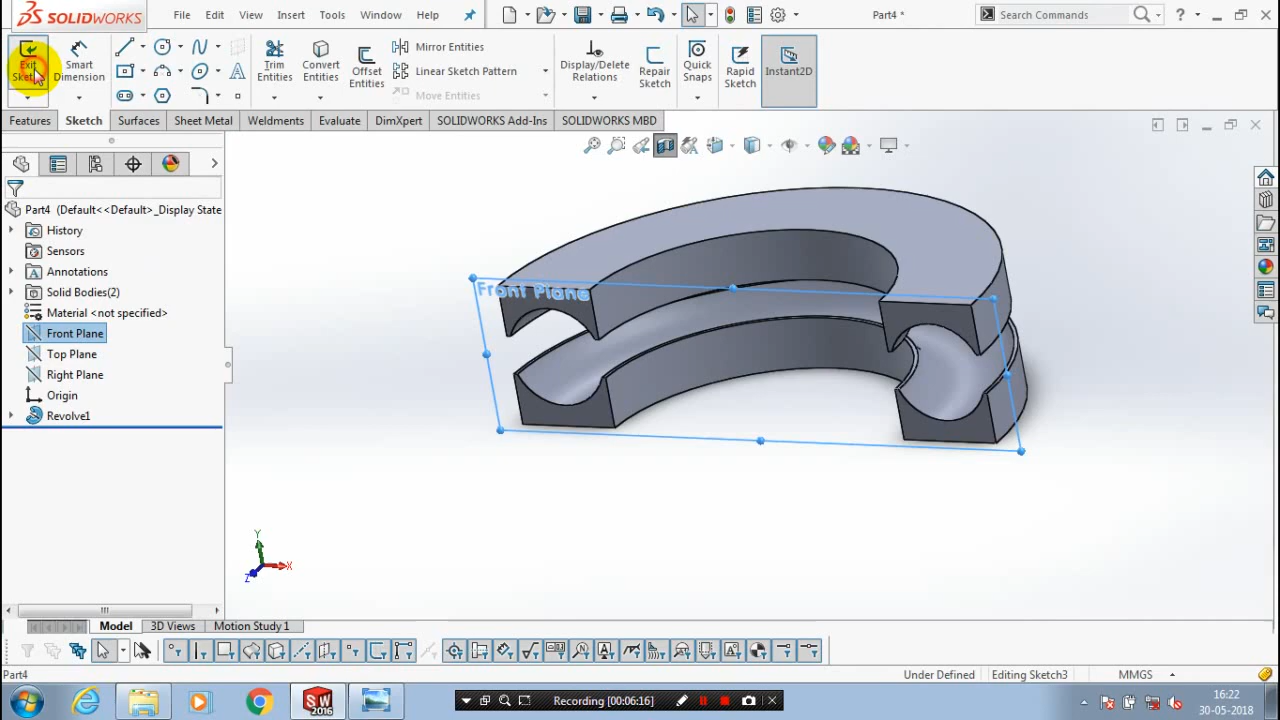 SOLIDWORKS File Edit View Insert Tools Window Help Part4 * Search Commands ?
Exit Sketch Smart Dimension Trim Entities Convert Entities Offset Entities Mirror Entities Linear Sketch Pattern Move Entities Display/Delete Relations Repair Sketch Quick Snaps Rapid Sketch Instant2D
Features Sketch Surfaces Sheet Metal Weldments Evaluate DimXpert SOLIDWORKS Add-Ins SOLIDWORKS MBD
Part4 (Default<<Default>_Display State
History
Sensors
Annotations
Solid Bodies(2)
Material <not specified>
Front Plane
Top Plane
Right Plane
Origin
Revolve1
Front Plane
Y
X
Z
Model 3D Views Motion Study 1
Part4 Under Defined Editing Sketch3 MMGS
SW 2016 Recording [00:06:16] 16:22
30-05-2018